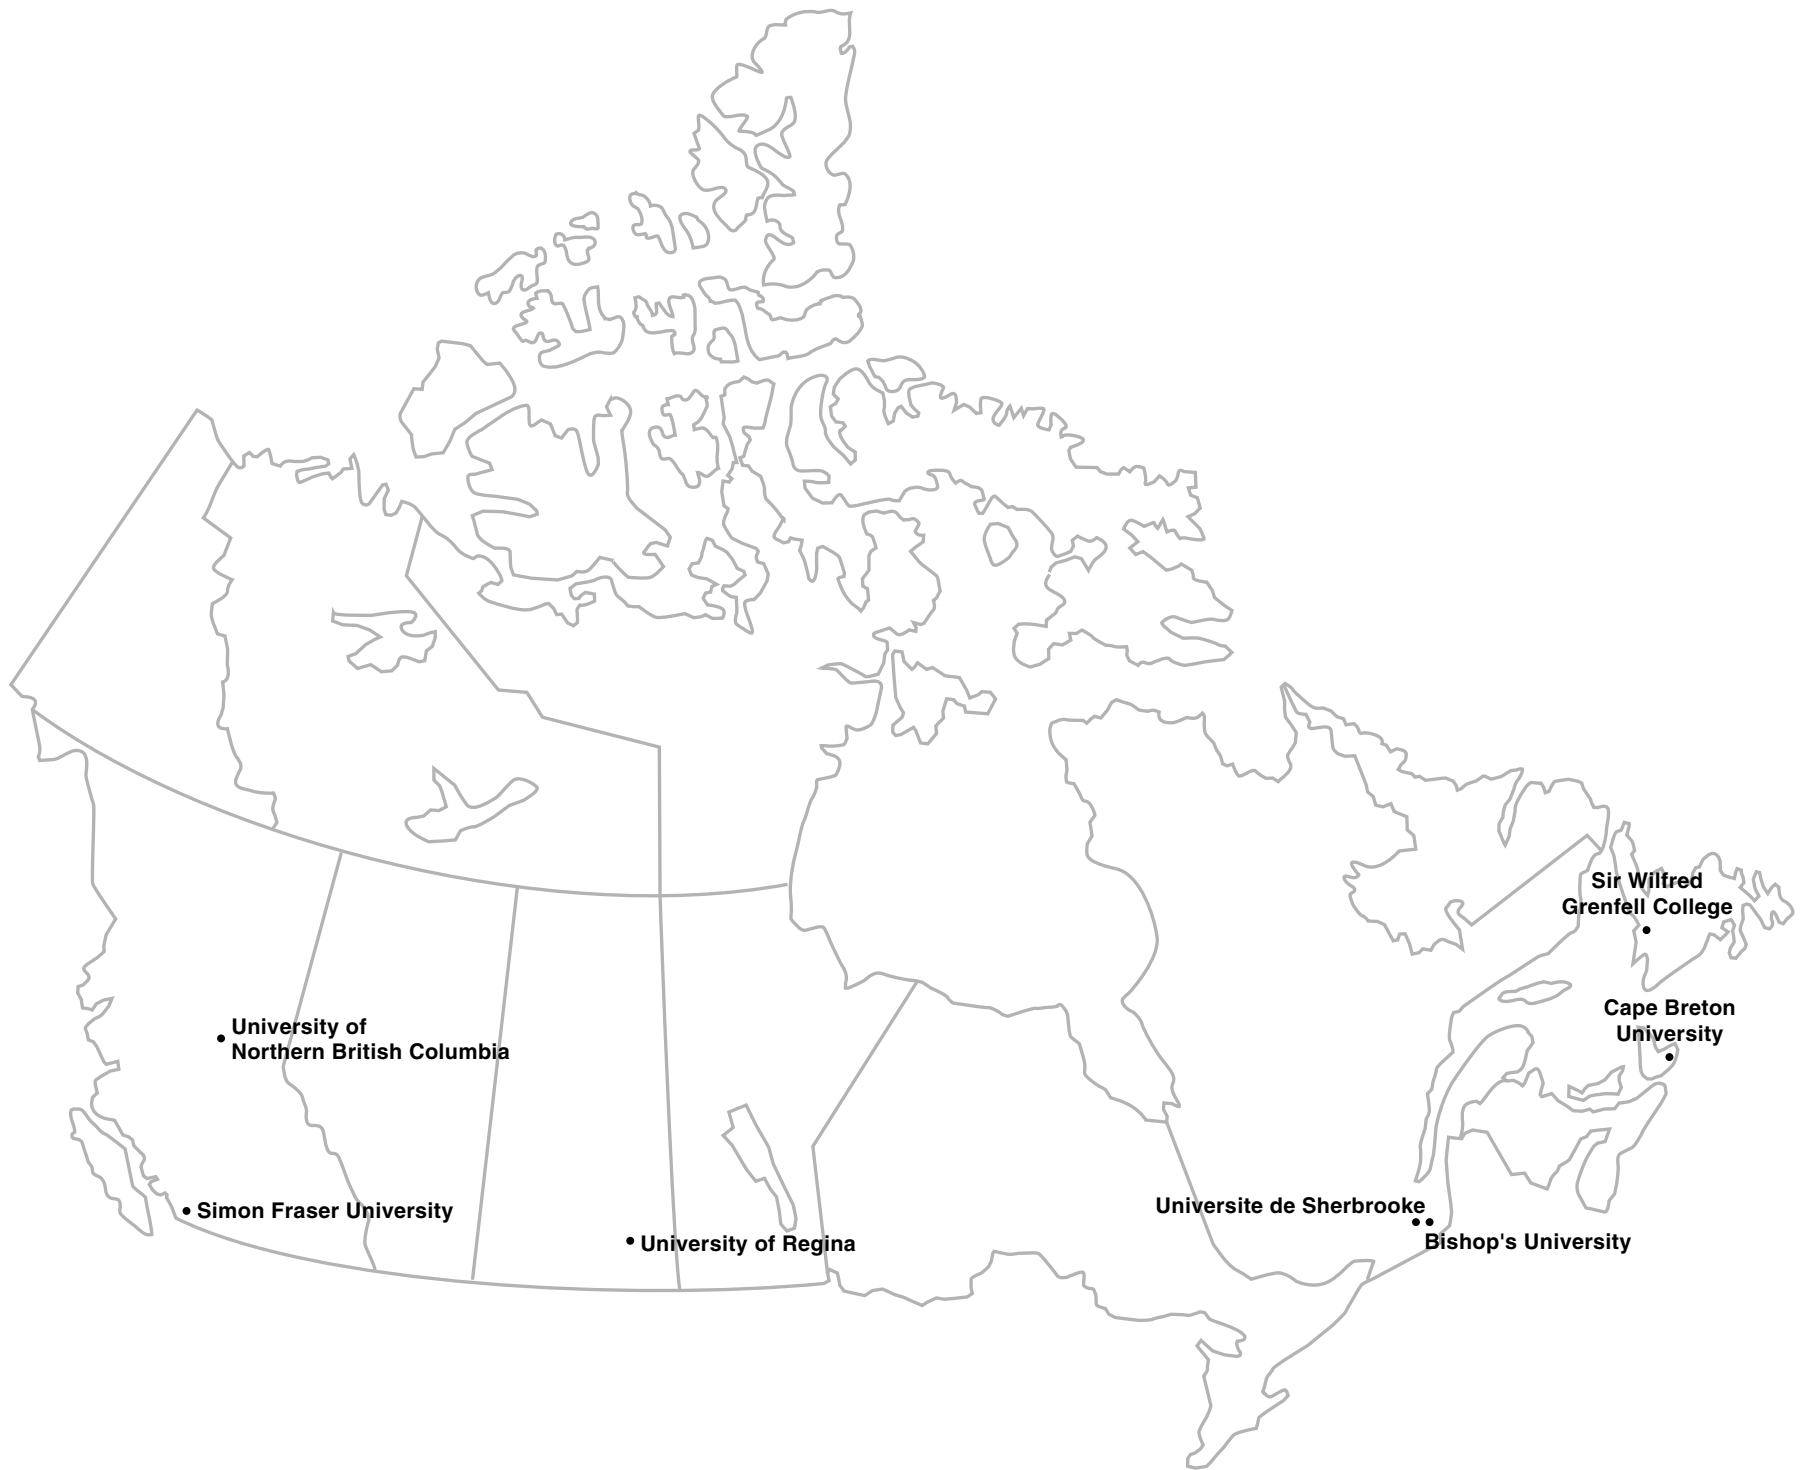 Sir Wilfred
Grenfell College
Cape Breton
University
University of
Northern British Columbia
Simon Fraser University
Universite de Sherbrooke
University of Regina
Bishop's University